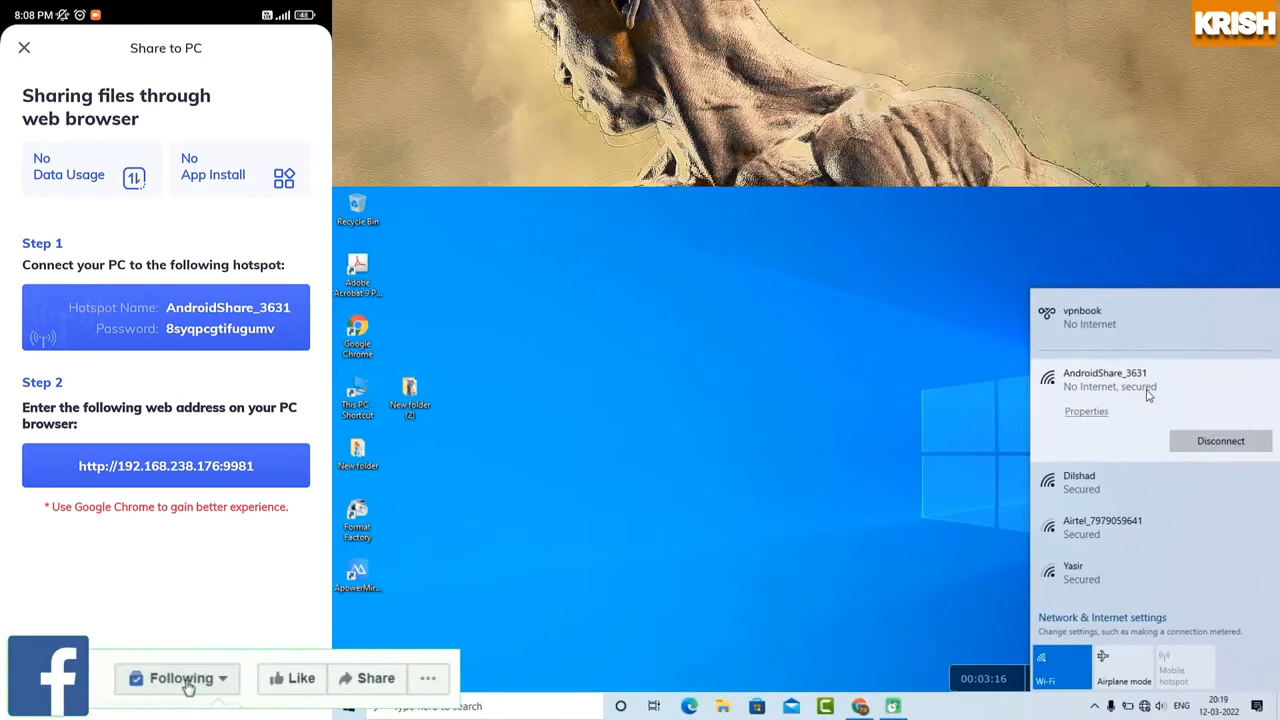 8:08 PM
48
Share to PC
Sharing files through
web browser
No
Data Usage
No
App Install
Step 1
Connect your PC to the following hotspot:
Hotspot Name: AndroidShare_3631
Password: 8syqpcgtifugumv
Step 2
Enter the following web address on your PC
browser:
http://192.168.238.176:9981
* Use Google Chrome to gain better experience.
f
Following
Like
Share
...
KRISH
Recycle Bin
Adobe
Acrobat 9 P...
Google
Chrome
This PC
Shortcut
New folder
(2)
New folder
Format
Factory
ApowerMir...
vpnbook
No Internet
AndroidShare_3631
No Internet, secured
Properties
Disconnect
Dilshad
Secured
Airtel_7979059641
Secured
Yasir
Secured
Network & Internet settings
Change settings, such as making a connection metered.
Wi-Fi
Airplane mode
Mobile
hotspot
00:03:16
Type here to search
ENG
20:19
12-03-2022